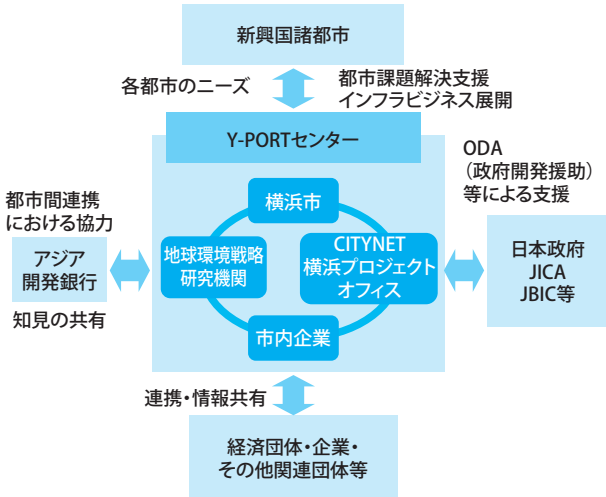 新興国諸都市
各都市のニーズ
都市課題解決支援
インフラビジネス展開
Y-PORTセンター
ODA
（政府開発援助）
等による支援
都市間連携
における協力
横浜市
アジア
開発銀行
地球環境戦略
研究機関
CITYNET
横浜プロジェクト
オフィス
日本政府
JICA
JBIC等
知見の共有
市内企業
連携・情報共有
経済団体・企業・
その他関連団体等